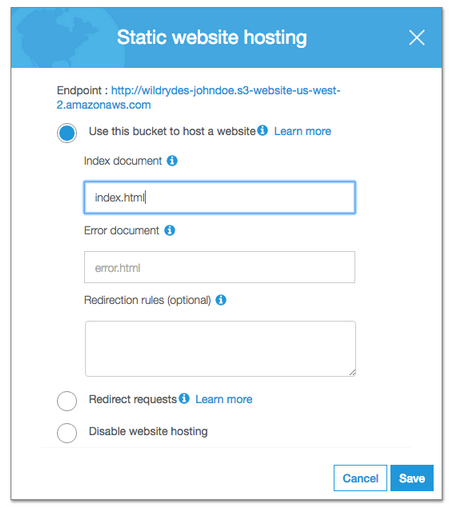 Static website hosting
Endpoint : http://wildrydes-johndoe.s3-website-us-west-
2.amazonaws.com
Use this bucket to host a website Learn more
Index document
index.html
Error document
error.html
Redirection rules (optional)
Redirect requests Learn more
Disable website hosting
Cancel Save